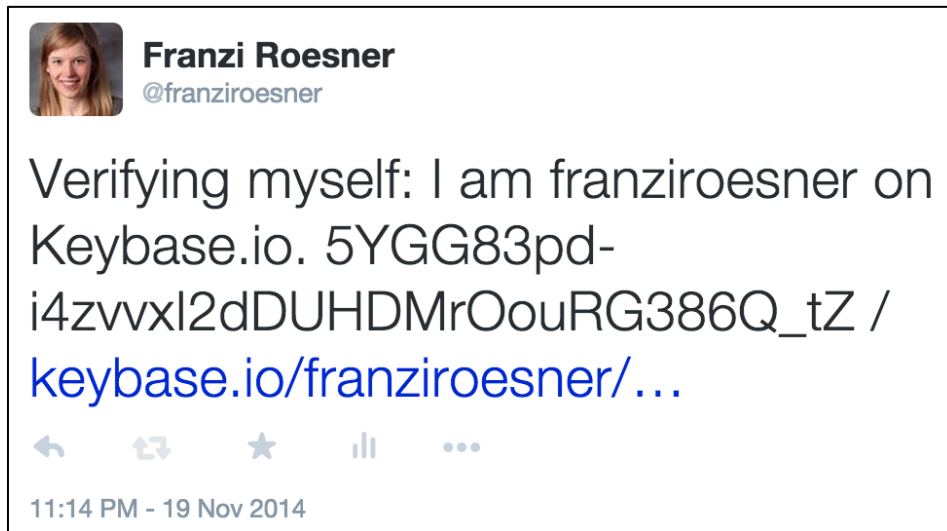 Franzi Roesner
@franziroesner
Verifying myself: I am franziroesner on
Keybase.io. 5YGG83pd-
i4zvvxI2dDUHDMrOouRG386Q_tZ /
keybase.io/franziroesner/…
11:14 PM - 19 Nov 2014